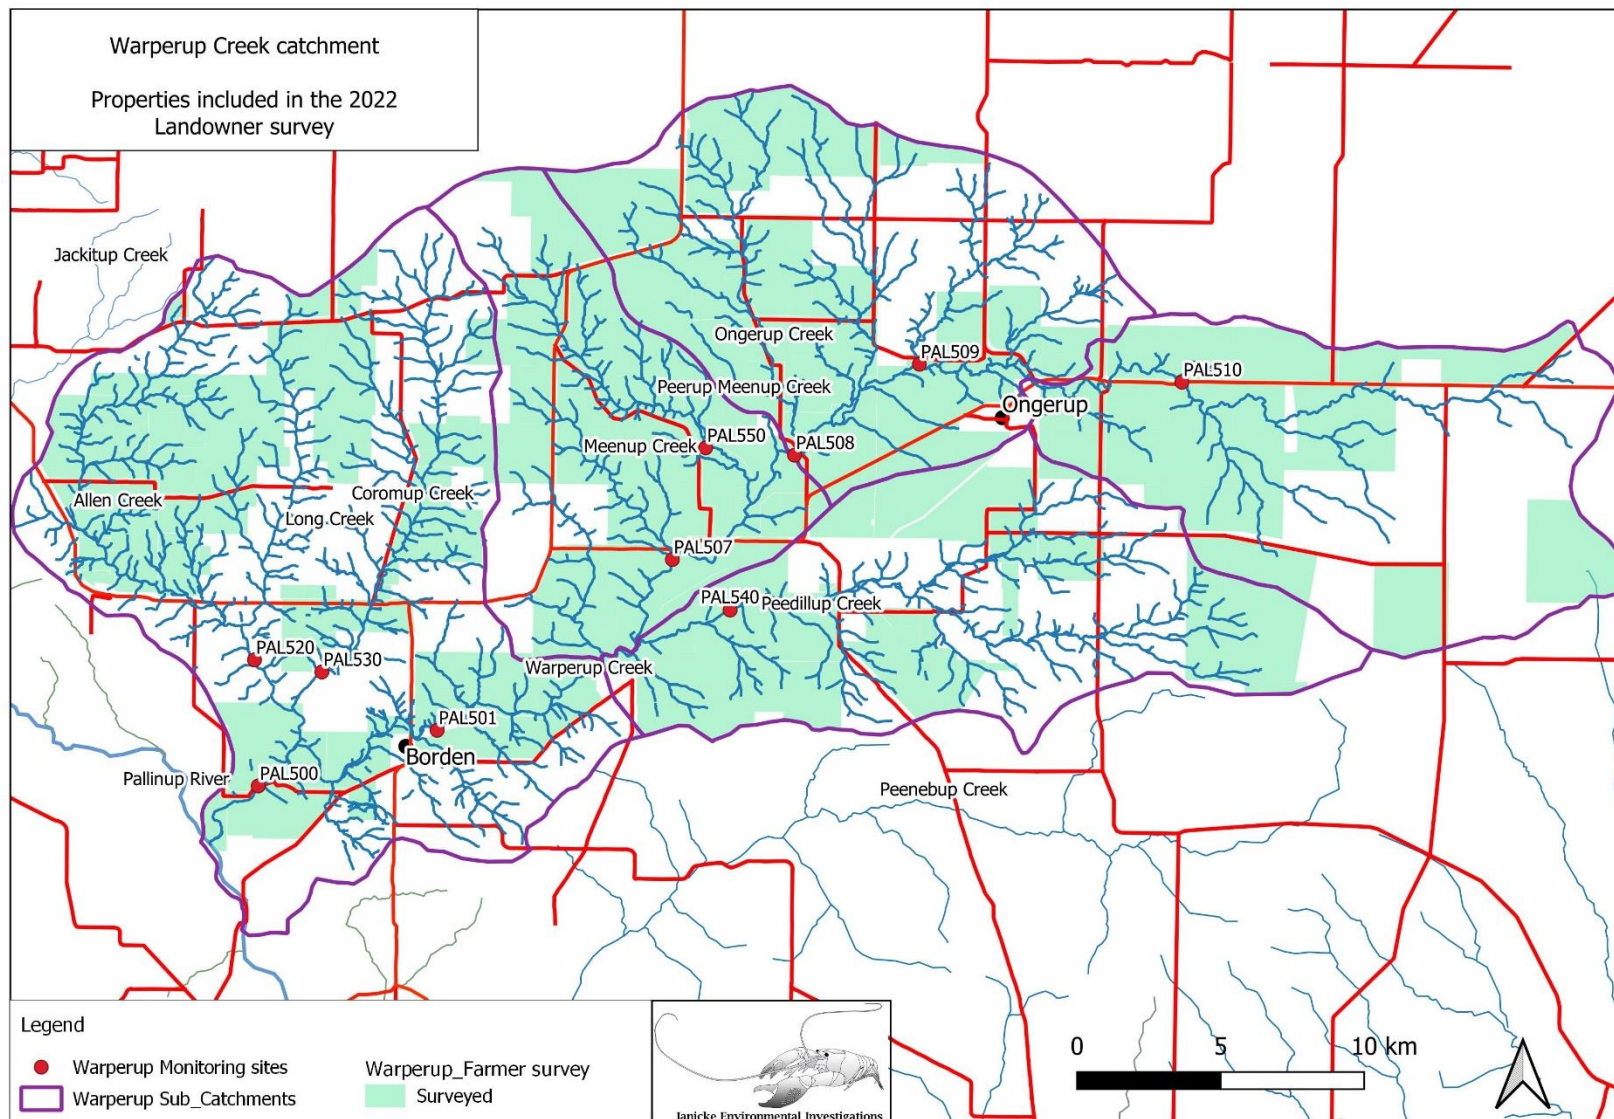 Warperup Creek catchment
Properties included in the 2022
Landowner survey
Jackitup Creek
Ongerup Creek
PAL509
PAL510
Peerup Meenup Creek
Ongerup
Meenup Creek
PAL550
PAL508
Allen Creek
Coromup Creek
Long Creek
PAL507
PAL540
Peedillup Creek
PAL520
PAL530
Warperup Creek
PAL501
Borden
Pallinup River
PAL500
Peenebup Creek
Legend
Warperup Monitoring sites
Warperup Sub_Catchments
Warperup_Farmer survey
Surveyed
Janicke Environmental Investigations
0 5 10 km